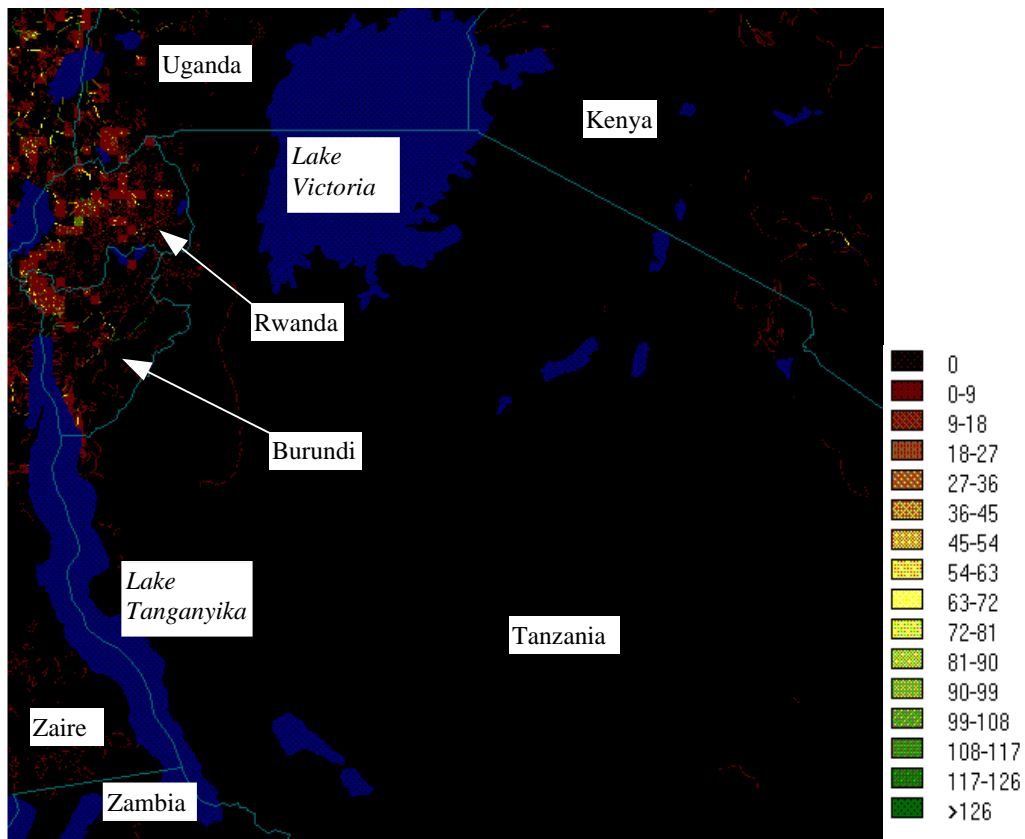 Uganda
Kenya
Lake
Victoria
Rwanda
Burundi
Lake
Tanganyika
Tanzania
Zaire
Zambia
0
0-9
9-18
18-27
27-36
36-45
45-54
54-63
63-72
72-81
81-90
90-99
99-108
108-117
117-126
>126